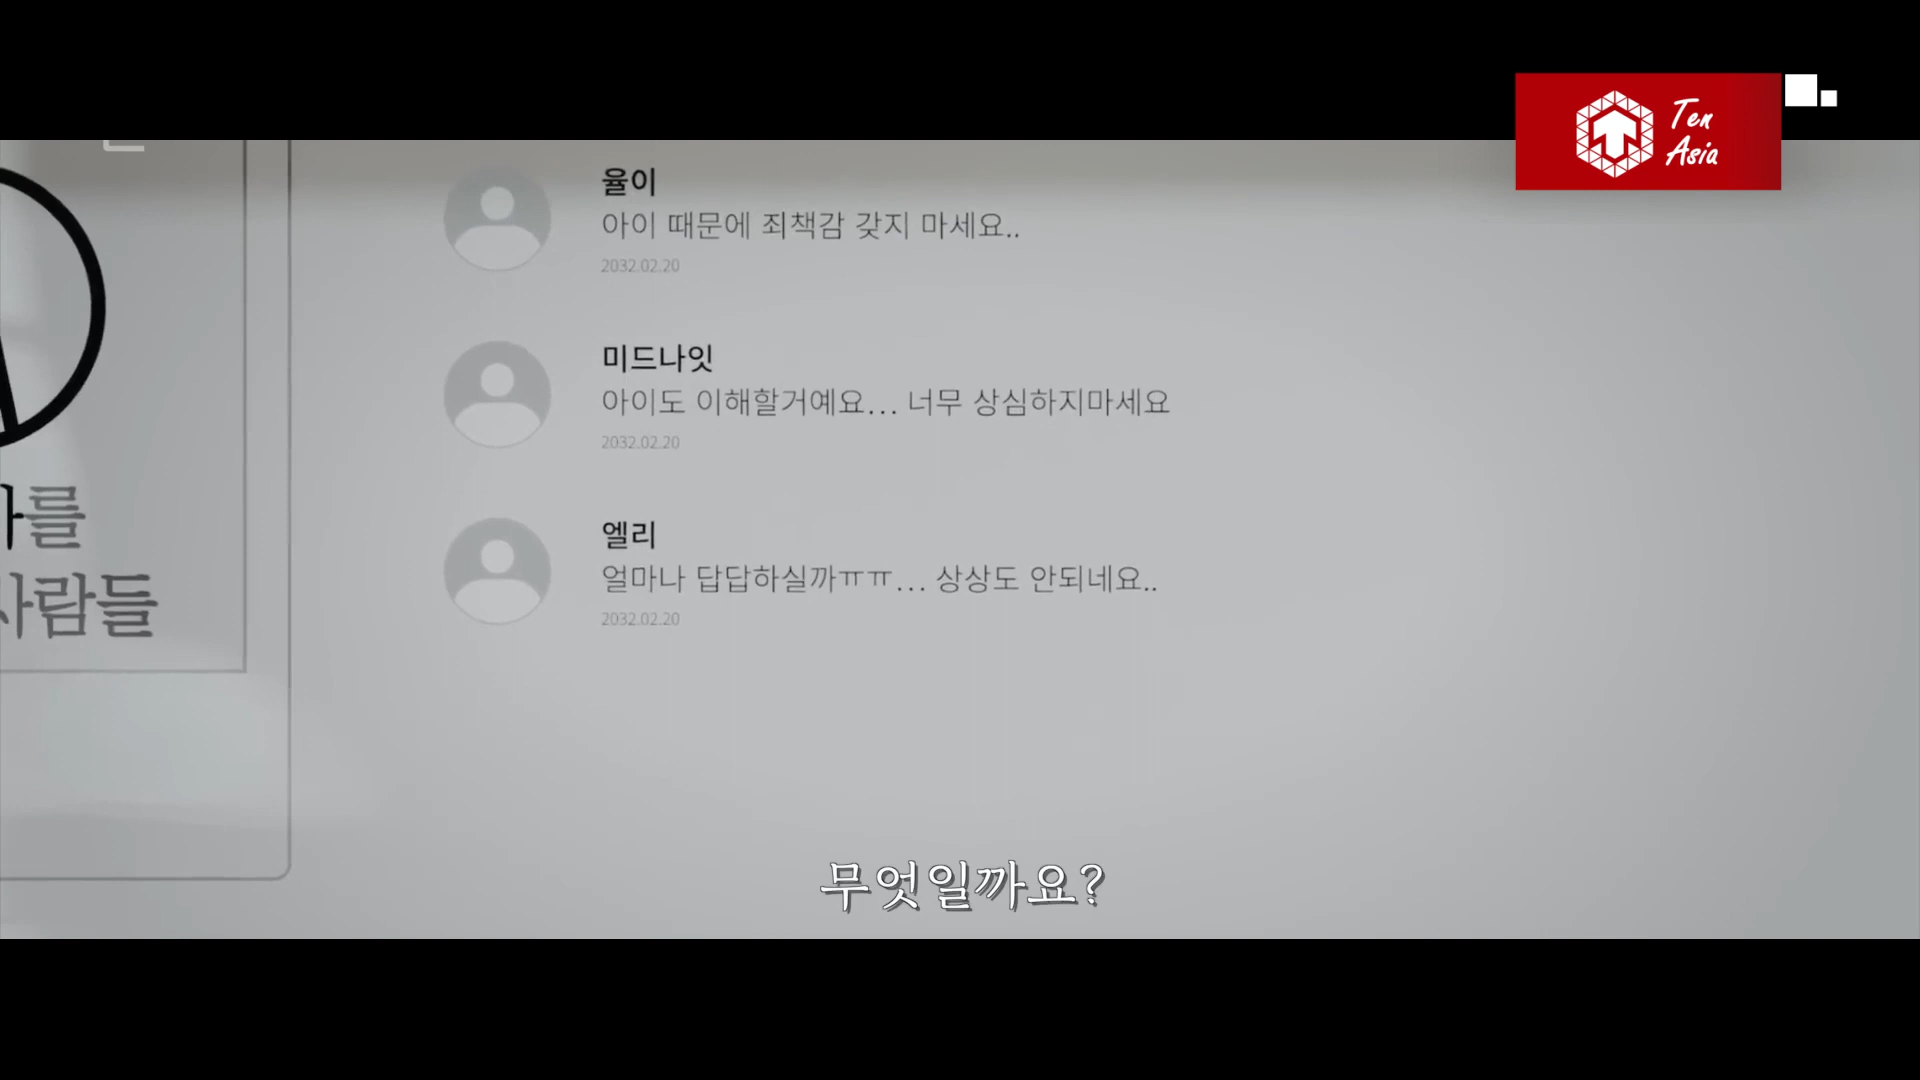 Ten
Asia
율이
아이 때문에 죄책감 갖지 마세요..
2032.02.20
미드나잇
아이도 이해할거예요... 너무 상심하지마세요
2032.02.20
엘리
얼마나 답답하실까ㅠㅠ... 상상도 안되네요..
2032.02.20
를
사람들
무엇일까요?